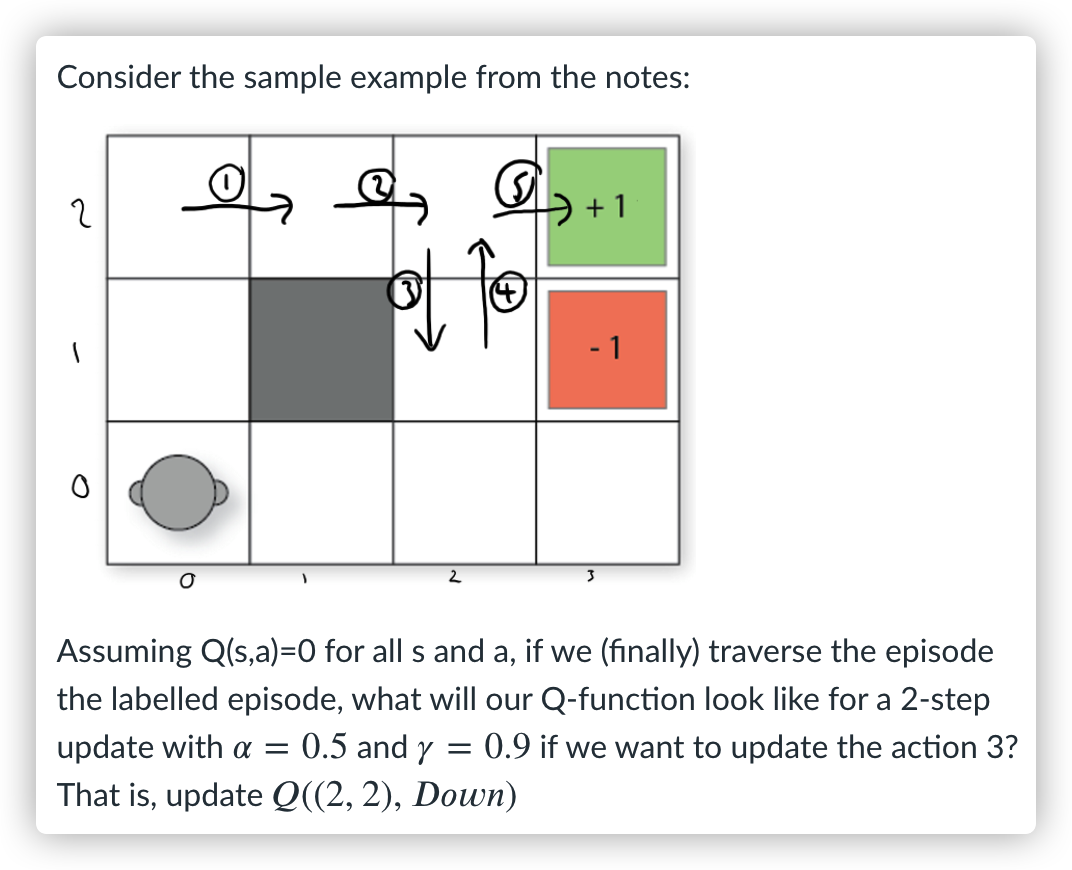 Consider the sample example from the notes:
① ② ⑤ + 1
2
③ ④
1 - 1
0
0 1 2 3
Assuming Q(s,a)=0 for all s and a, if we (finally) traverse the episode
the labelled episode, what will our Q-function look like for a 2-step
update with α = 0.5 and γ = 0.9 if we want to update the action 3?
That is, update Q((2, 2), Down)